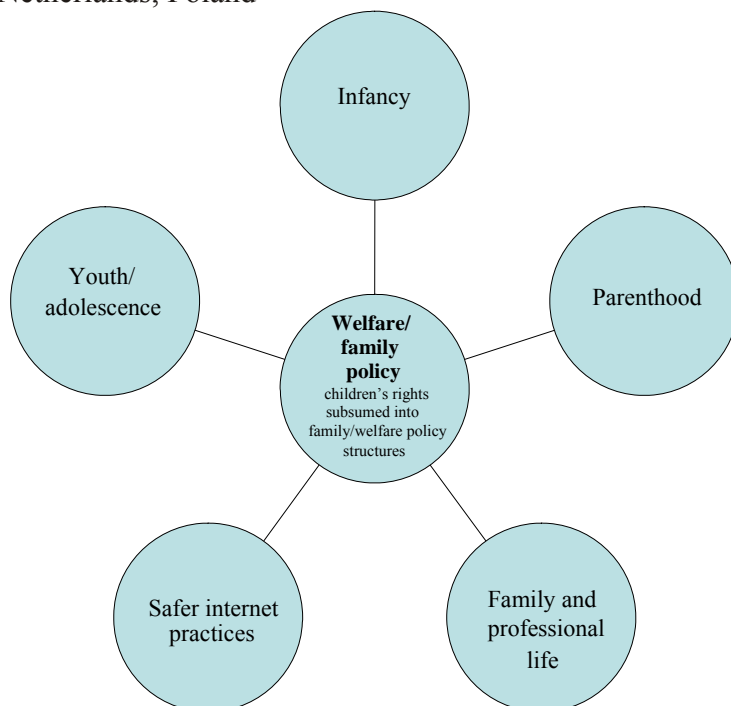 Netherlands, Poland
Infancy
Youth/
adolescence
Parenthood
Welfare/
family
policy
children’s rights
subsumed into
family/welfare policy
structures
Safer internet
practices
Family and
professional
life